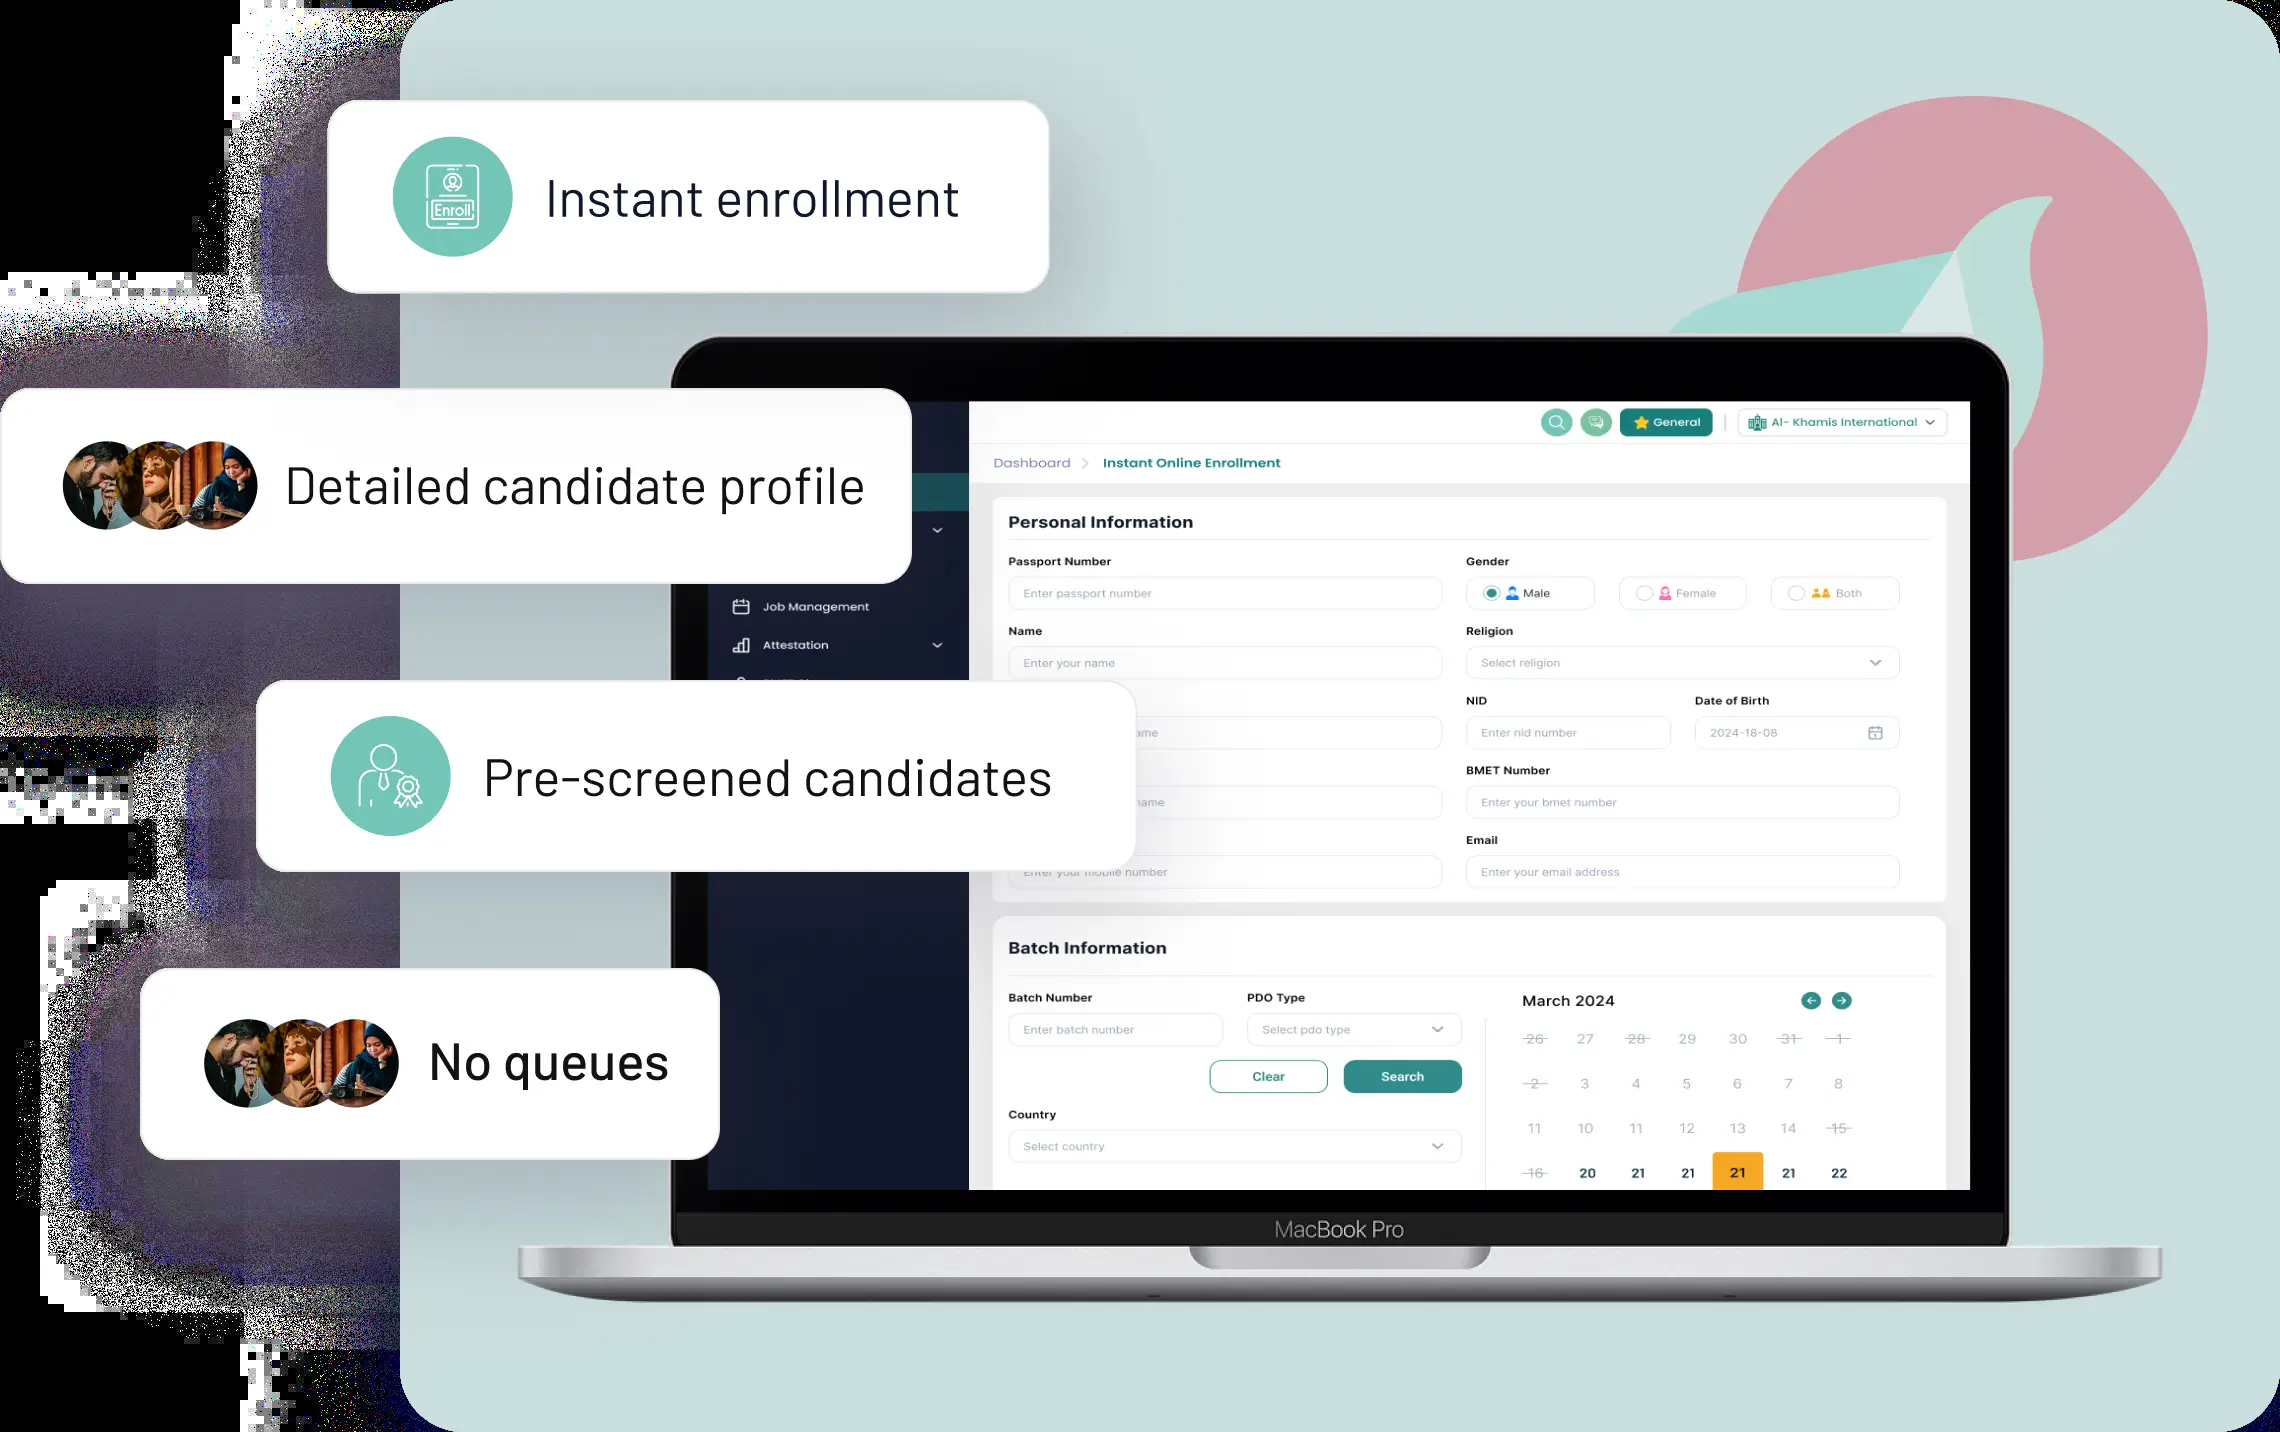 Instant enrollment
Enroll
Detailed candidate profile
Pre-screened candidates
No queues
General
Al- Khamis International
Dashboard
Instant Online Enrollment
Job Management
Attestation
Personal Information
Passport Number
Enter passport number
Gender
Male
Female
Both
Name
Enter your name
Religion
Select religion
NID
Enter nid number
Date of Birth
2024-18-08
BMET Number
Enter your bmet number
Enter your mobile number
Email
Enter your email address
Batch Information
Batch Number
Enter batch number
PDO Type
Select pdo type
Clear
Search
Country
Select country
March 2024
26 27 28 29 30 31 1
2 3 4 5 6 7 8
11 10 11 12 13 14 15
16 20 21 21 21 21 22
MacBook Pro